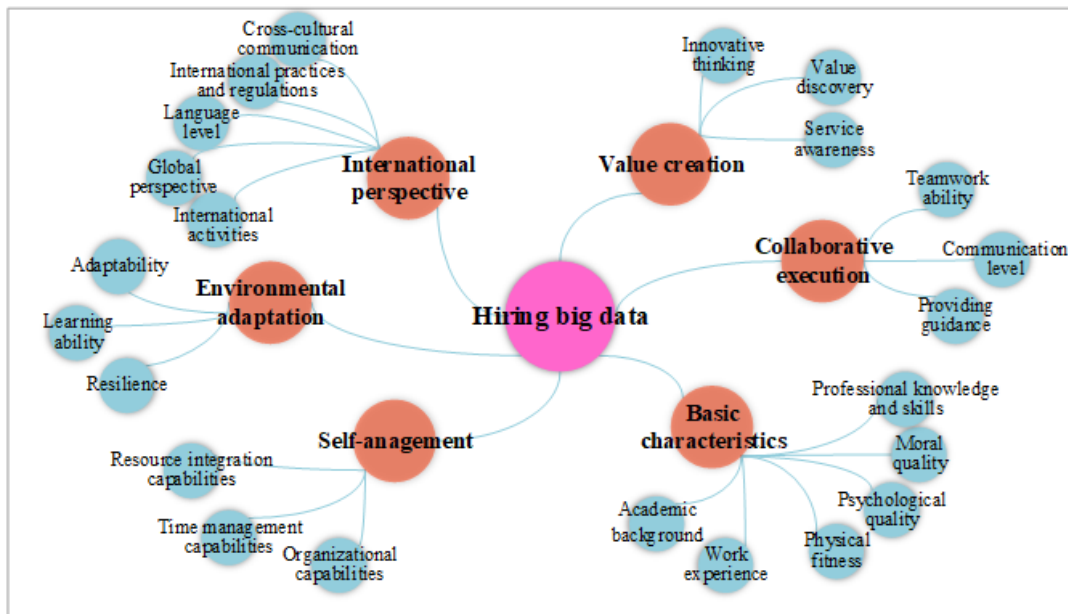 Cross-cultural
communication
International practices
and regulations
Language
level
Global
perspective
International
activities
International
perspective
Innovative
thinking
Value
discovery
Service
awareness
Value creation
Teamwork
ability
Communication
level
Providing
guidance
Collaborative
execution
Adaptability
Learning
ability
Resilience
Environmental
adaptation
Hiring big data
Self-anagement
Resource integration
capabilities
Time management
capabilities
Organizational
capabilities
Basic
characteristics
Professional knowledge
and skills
Moral
quality
Psychological
quality
Physical
fitness
Work
experience
Academic
background